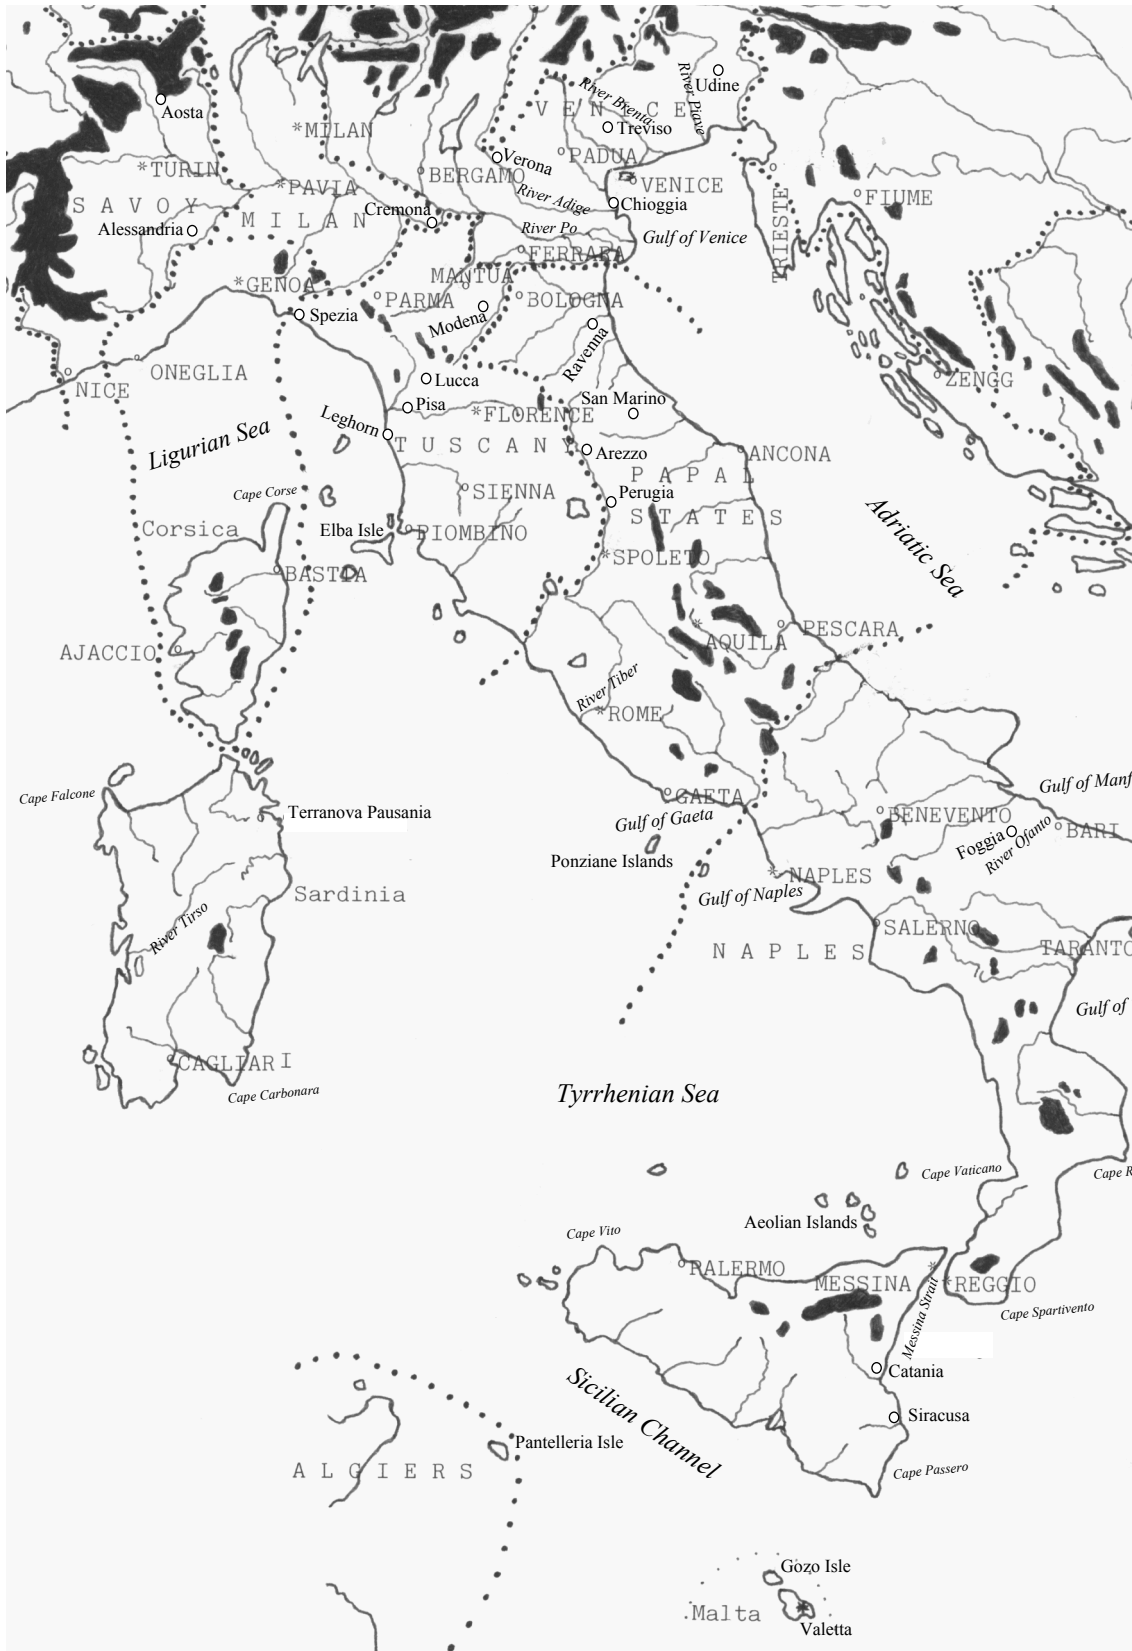 River Piave
Udine
Aosta
River Brenta
V E N I C E
*MILAN
Treviso
Verona
PADUA
*TURIN
BERGAMO
VENICE
*PAVIA
River Adige
FIUME
S A V O Y
Cremona
Chioggia
M I L A N
Alessandria
River Po
Gulf of Venice
TRIESTE
FERRARA
*GENOA
MANTUA
PARMA
BOLOGNA
Spezia
Modena
Ravenna
ONEGLIA
NICE
Lucca
ZENGG
San Marino
Pisa
*FLORENCE
Leghorn
Ligurian Sea
T U S C A N Y
Arezzo
ANCONA
P A P A L
Cape Corse
SIENNA
Perugia
S T A T E S
Corsica
Elba Isle
PIOMBINO
Adriatic Sea
*SPOLETO
BASTIA
*AQUILA
PESCARA
AJACCIO
River Tiber
*ROME
Cape Falcone
GAETA
Gulf of Manf
Terranova Pausania
Gulf of Gaeta
BENEVENTO
Foggia
River Ofanto
BARI
Ponziane Islands
*NAPLES
Gulf of Naples
Sardinia
River Tirso
SALERNO
N A P L E S
TARANTO
Gulf of
CAGLIARI
Cape Carbonara
Tyrrhenian Sea
Cape Vaticano
Cape R
Aeolian Islands
Cape Vito
PALERMO
MESSINA *
*REGGIO
Messina Strait
Cape Spartivento
Catania
Sicilian Channel
Siracusa
Pantelleria Isle
A L G I E R S
Cape Passero
Gozo Isle
Malta
Valetta